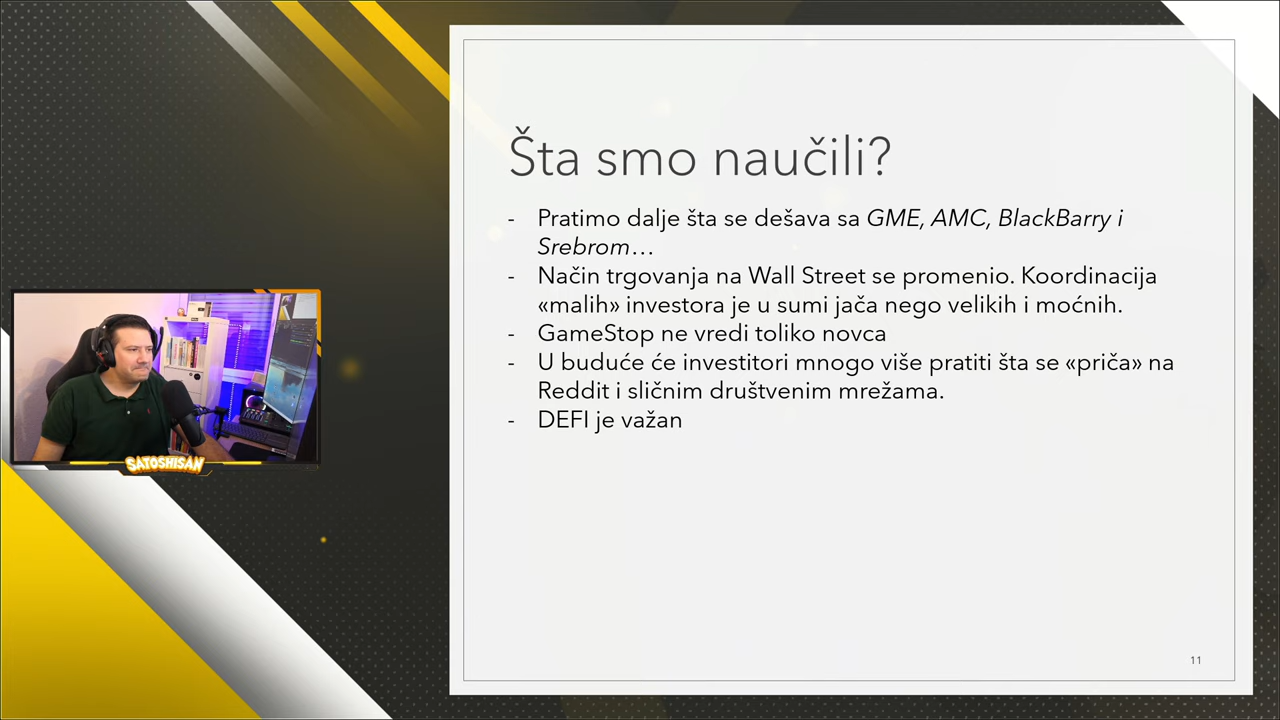 Šta smo naučili?
- Pratimo dalje šta se dešava sa GME, AMC, BlackBarry i
Srebrom…
- Način trgovanja na Wall Street se promenio. Koordinacija
«malih» investora je u sumi jača nego velikih i moćnih.
- GameStop ne vredi toliko novca
- U buduće će investitori mnogo više pratiti šta se «priča» na
Reddit i sličnim društvenim mrežama.
- DEFI je važan
SATOSHISAN
11